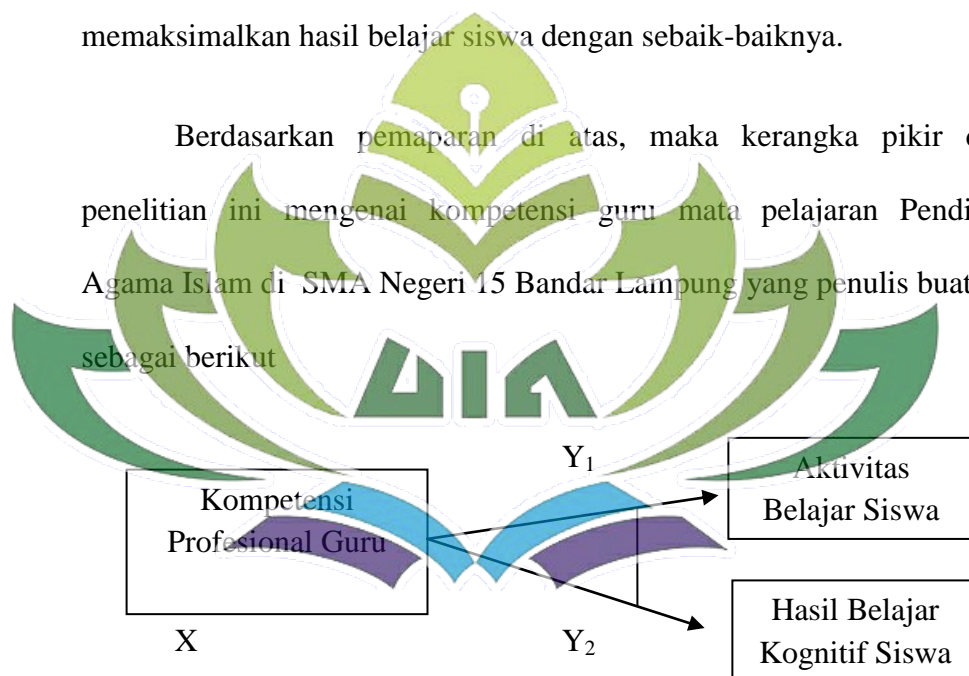 memaksimalkan hasil belajar siswa dengan sebaik-baiknya.
Berdasarkan pemaparan di atas, maka kerangka pikir
penelitian ini mengenai kompetensi guru mata pelajaran Pendi
Agama Islam di SMA Negeri 15 Bandar Lampung yang penulis buat
sebagai berikut
UIN
Y₁
Aktivitas
Belajar Siswa
Kompetensi
Profesional Guru
X
Y₂
Hasil Belajar
Kognitif Siswa